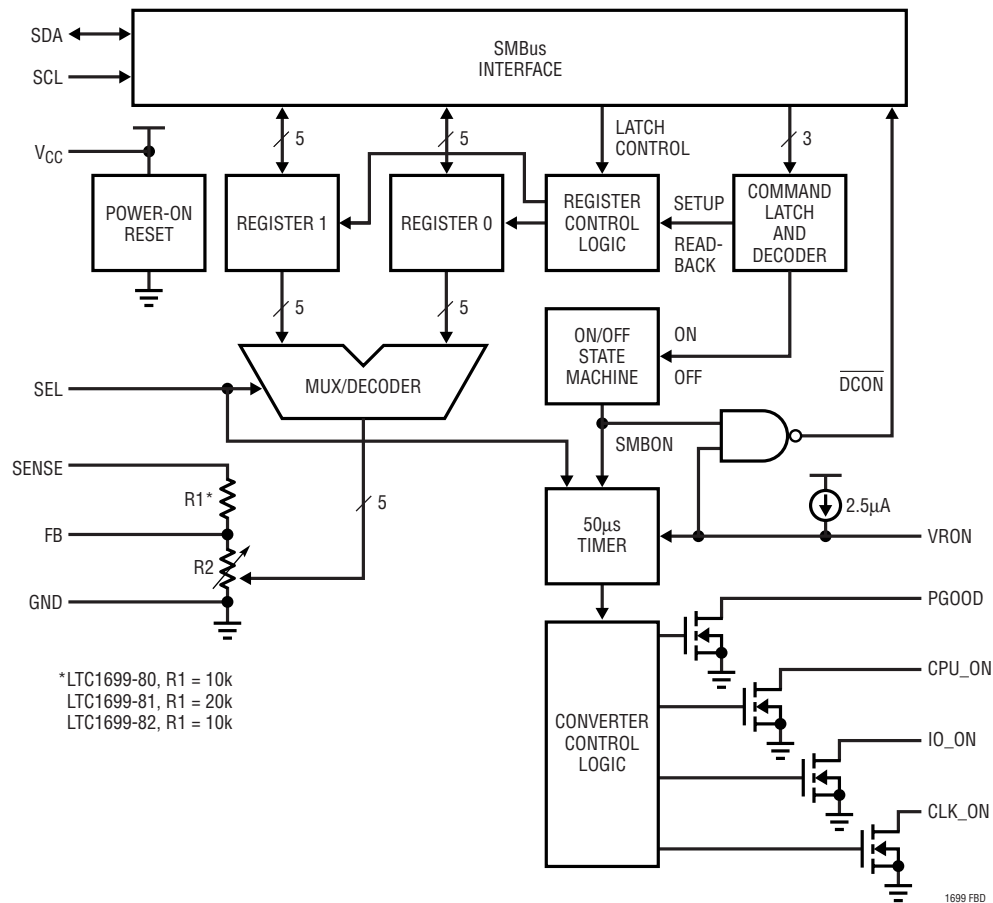 SDA
SCL
SMBus
INTERFACE
VCC
5
5
LATCH
CONTROL
3
POWER-ON
RESET
REGISTER 1
REGISTER 0
REGISTER
CONTROL
LOGIC
SETUP
READ-
BACK
COMMAND
LATCH
AND
DECODER
5
5
ON/OFF
STATE
MACHINE
ON
OFF
DCON
SEL
MUX/DECODER
SMBON
SENSE
R1*
5
2.5µA
FB
50µs
TIMER
VRON
R2
GND
PGOOD
*LTC1699-80, R1 = 10k
LTC1699-81, R1 = 20k
LTC1699-82, R1 = 10k
CONVERTER
CONTROL
LOGIC
CPU_ON
IO_ON
CLK_ON
1699 FBD